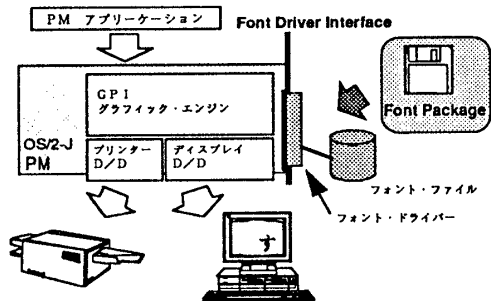 PM アプリケーション
Font Driver Interface
GPI
グラフィック・エンジン
Font Package
OS/2-J
PM
プリンター
D/D
ディスプレイ
D/D
フォント・ファイル
フォント・ドライバー
す